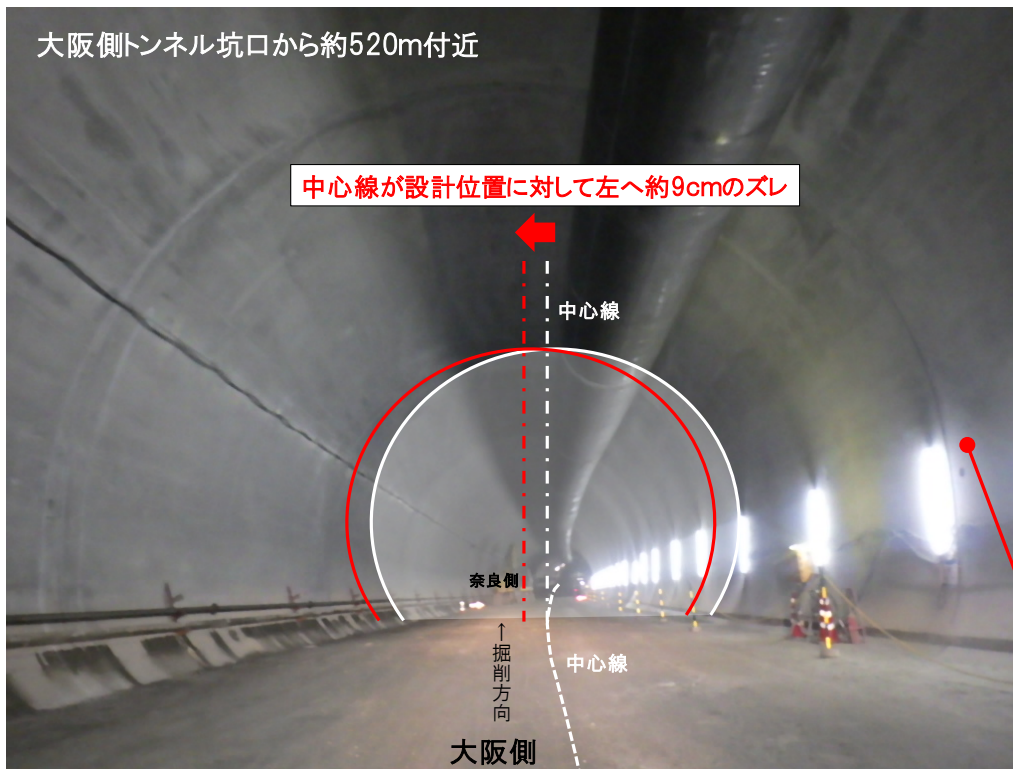 大阪側トンネル坑口から約520m付近
中心線が設計位置に対して左へ約9cmのズレ
中心線
奈良側
↑掘削方向
中心線
大阪側